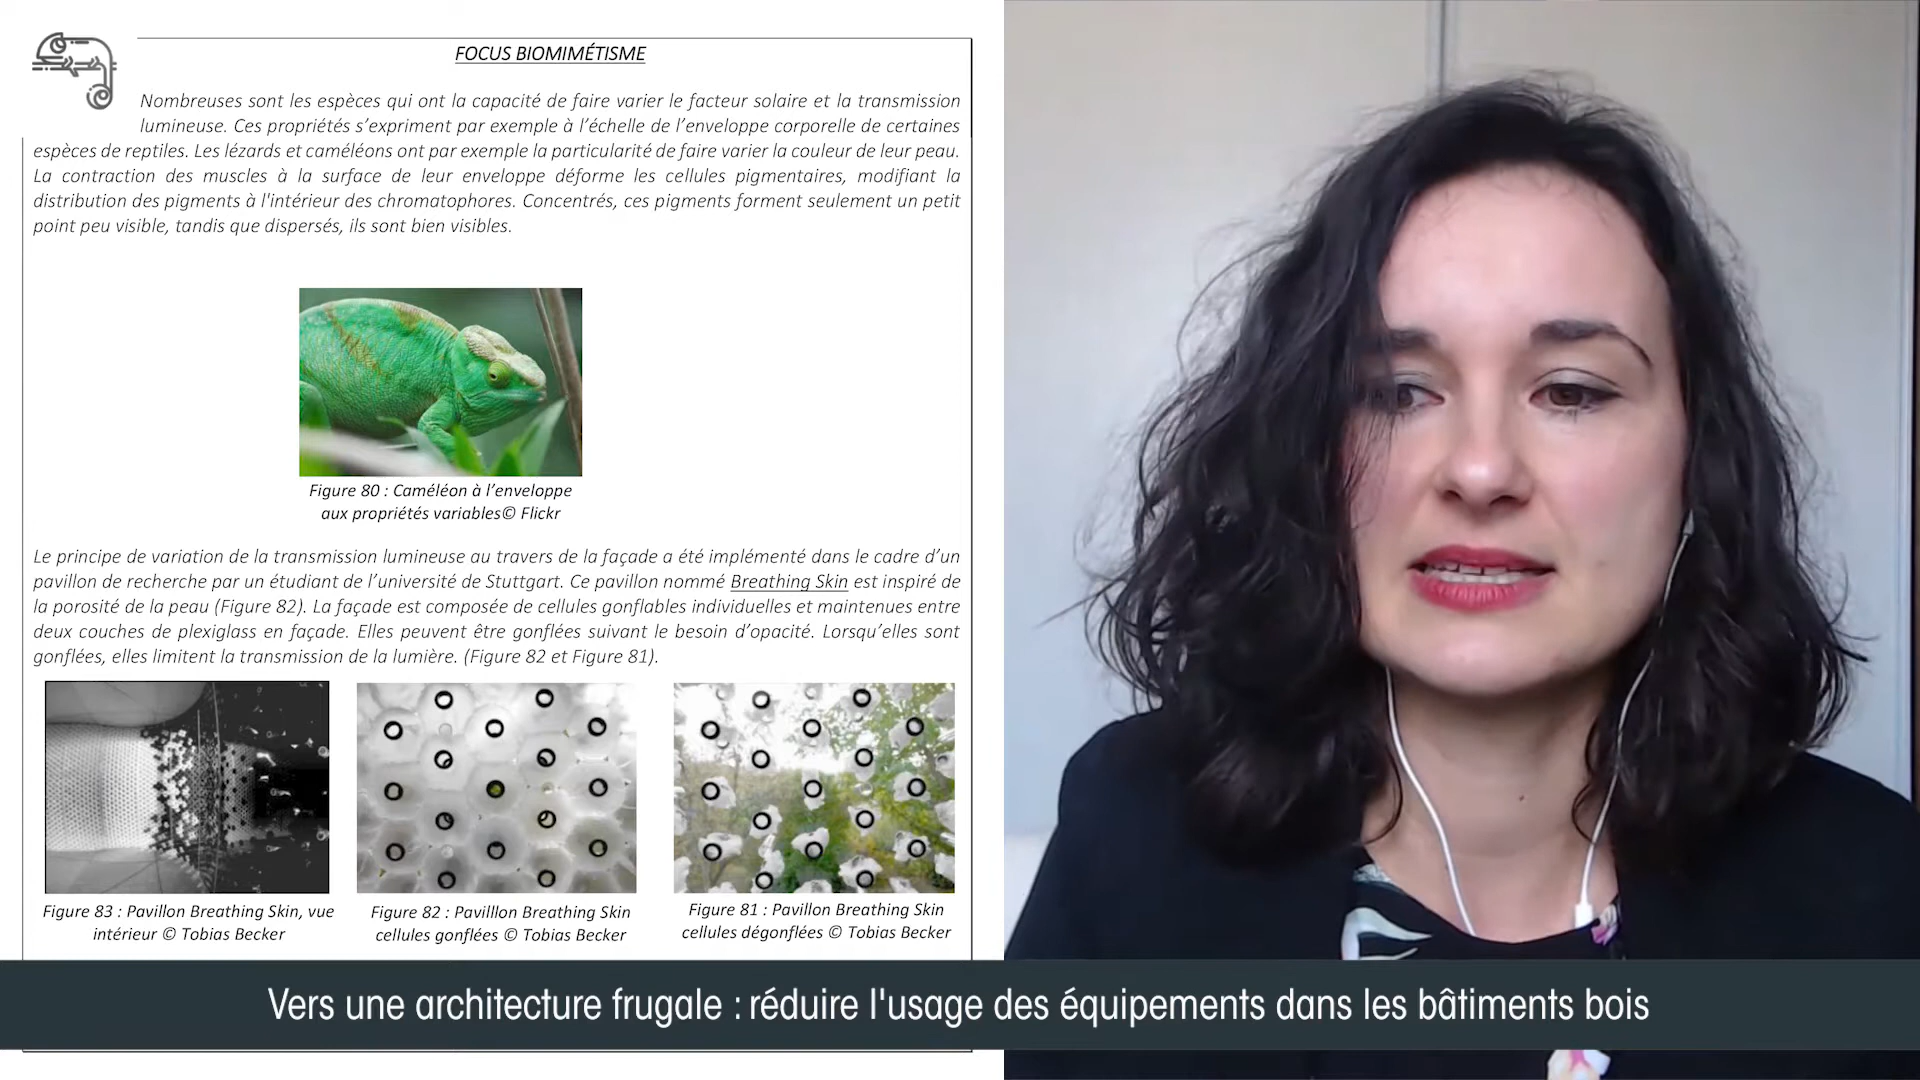 FOCUS BIOMIMÉTISME
Nombreuses sont les espèces qui ont la capacité de faire varier le facteur solaire et la transmission
lumineuse. Ces propriétés s’expriment par exemple à l’échelle de l’enveloppe corporelle de certaines
espèces de reptiles. Les lézards et caméléons ont par exemple la particularité de faire varier la couleur de leur peau.
La contraction des muscles à la surface de leur enveloppe déforme les cellules pigmentaires, modifiant la
distribution des pigments à l'intérieur des chromatophores. Concentrés, ces pigments forment seulement un petit
point peu visible, tandis que dispersés, ils sont bien visibles.
Figure 80 : Caméléon à l’enveloppe
aux propriétés variables© Flickr
Le principe de variation de la transmission lumineuse au travers de la façade a été implémenté dans le cadre d’un
pavillon de recherche par un étudiant de l’université de Stuttgart. Ce pavillon nommé Breathing Skin est inspiré de
la porosité de la peau (Figure 82). La façade est composée de cellules gonflables individuelles et maintenues entre
deux couches de plexiglass en façade. Elles peuvent être gonflées suivant le besoin d’opacité. Lorsqu’elles sont
gonflées, elles limitent la transmission de la lumière. (Figure 82 et Figure 81).
Figure 83 : Pavillon Breathing Skin, vue
intérieur © Tobias Becker
Figure 82 : Pavilllon Breathing Skin
cellules gonflées © Tobias Becker
Figure 81 : Pavillon Breathing Skin
cellules dégonflées © Tobias Becker
Vers une architecture frugale : réduire l'usage des équipements dans les bâtiments bois